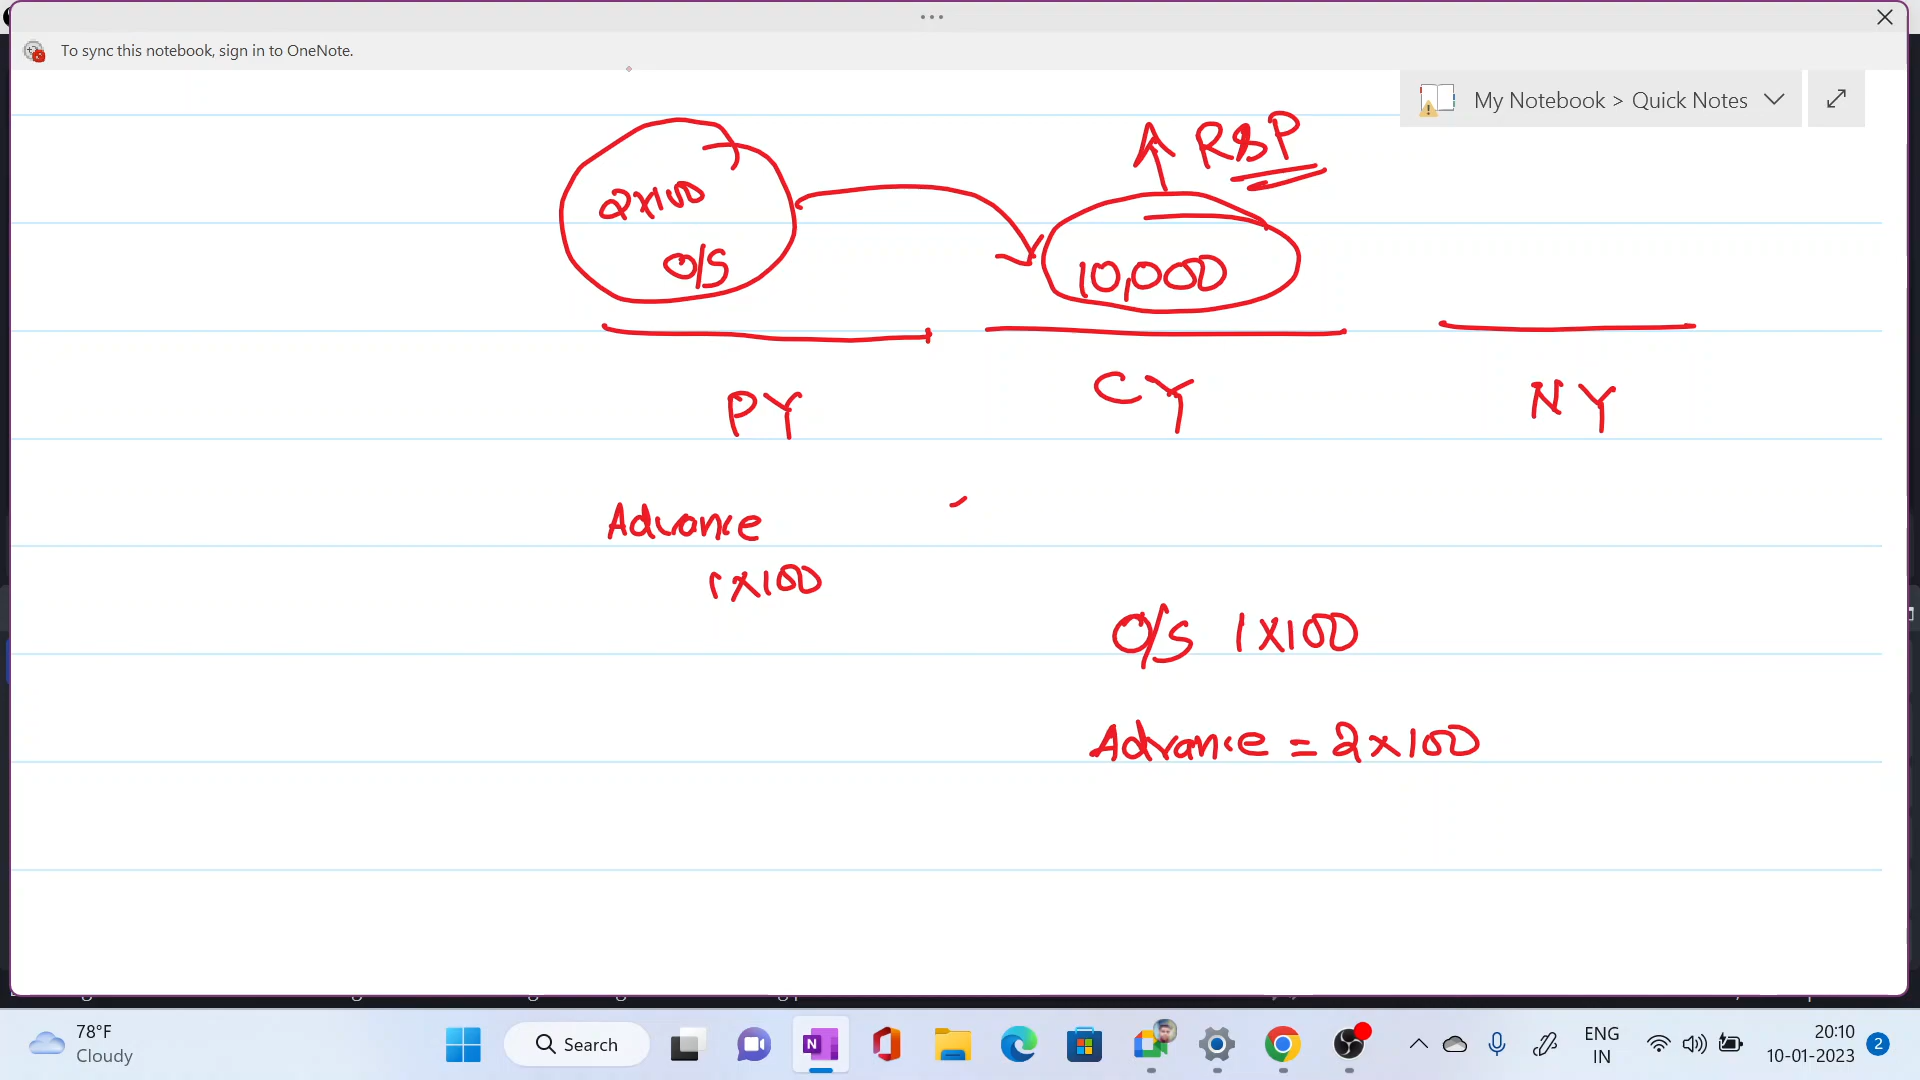 To sync this notebook, sign in to OneNote.
My Notebook > Quick Notes
2x100
O/S
R&P
10,000
PY
CY
NY
Advance
1x100
O/S 1x100
Advance = 2x100
78°F
Cloudy
Search
ENG
IN
20:10
10-01-2023
2